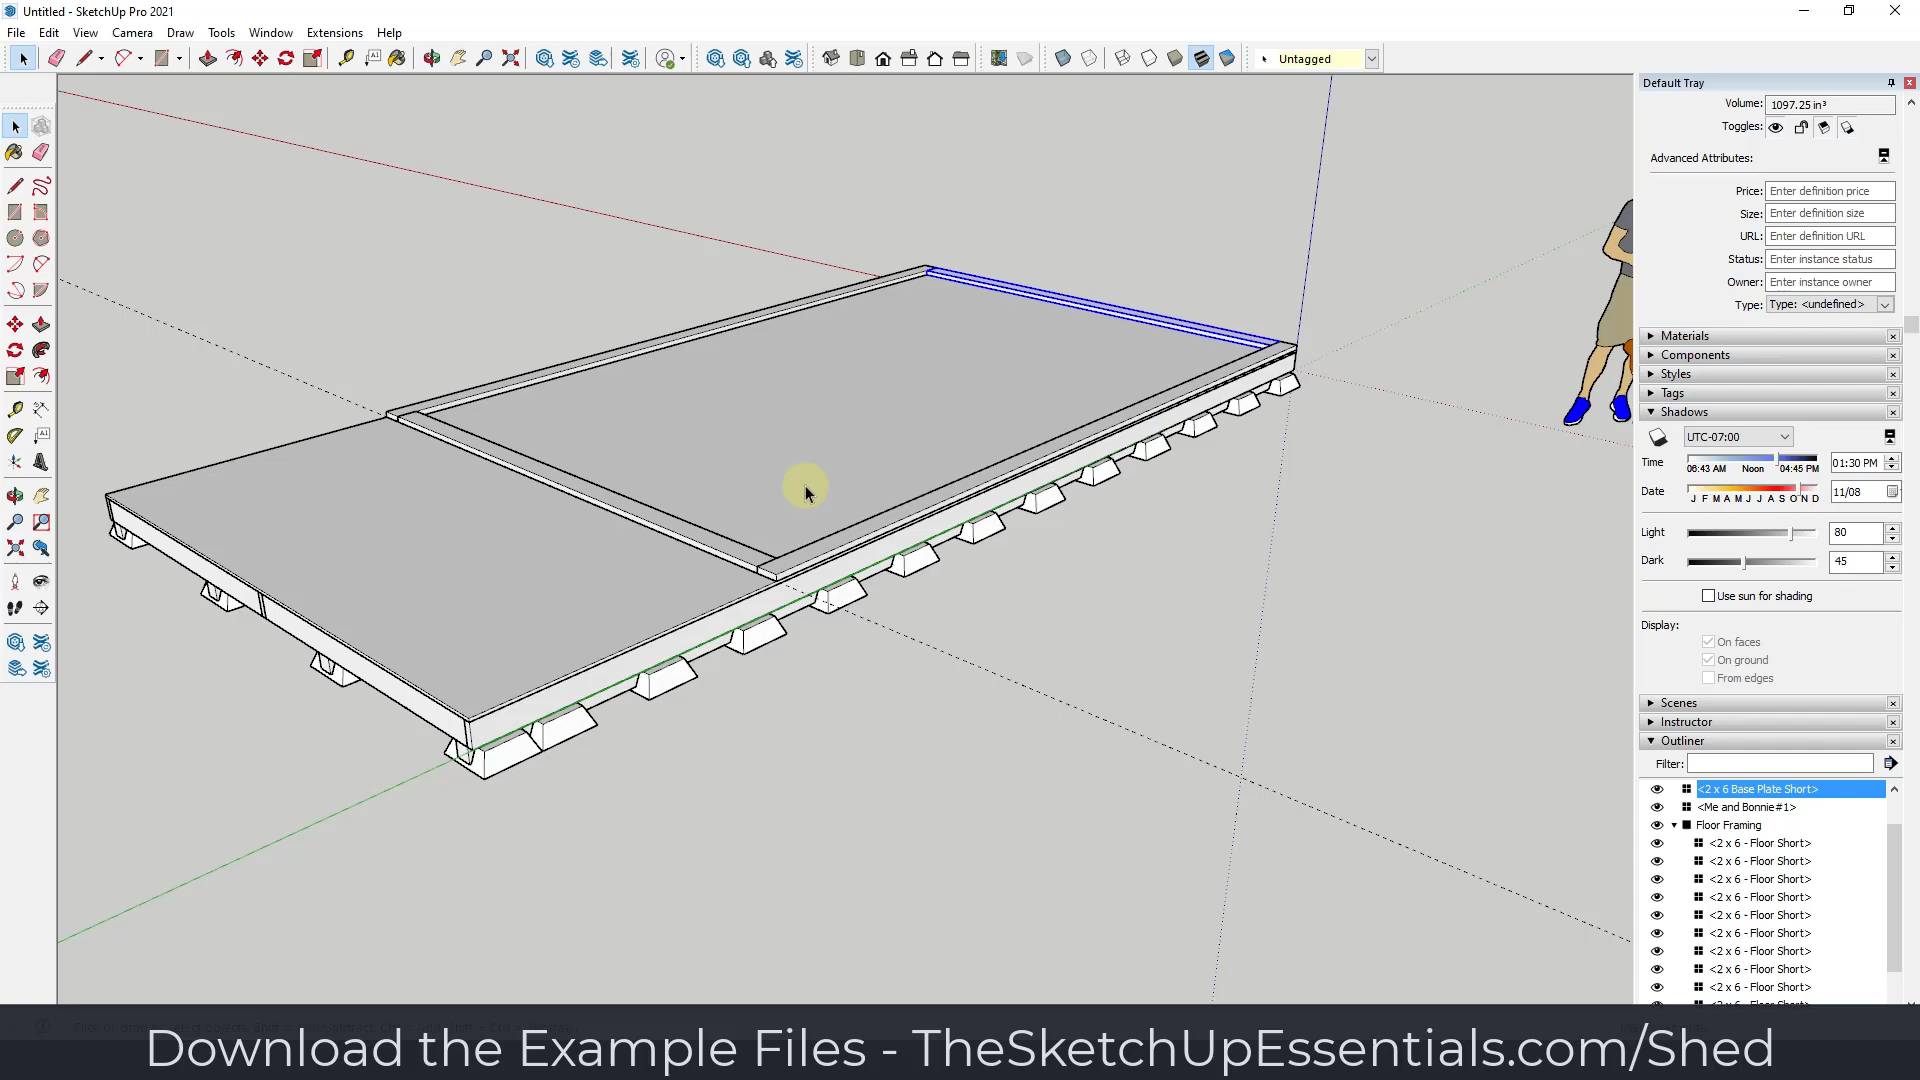 Untitled - SketchUp Pro 2021
File Edit View Camera Draw Tools Window Extensions Help
Untagged
Default Tray
Volume: 1097.25 in³
Toggles:
Advanced Attributes:
Price: Enter definition price
Size: Enter definition size
URL: Enter definition URL
Status: Enter instance status
Owner: Enter instance owner
Type: Type: <undefined>
Materials
Components
Styles
Tags
Shadows
UTC-07:00
Time 06:43 AM Noon 04:45 PM 01:30 PM
Date J F M A M J J A S O N D 11/08
Light 80
Dark 45
Use sun for shading
Display:
On faces
On ground
From edges
Scenes
Instructor
Outliner
Filter:
<2 x 6 Base Plate Short>
<Me and Bonnie#1>
Floor Framing
<2 x 6 - Floor Short>
<2 x 6 - Floor Short>
<2 x 6 - Floor Short>
<2 x 6 - Floor Short>
<2 x 6 - Floor Short>
<2 x 6 - Floor Short>
<2 x 6 - Floor Short>
<2 x 6 - Floor Short>
<2 x 6 - Floor Short>
Download the Example Files - TheSketchUpEssentials.com/Shed